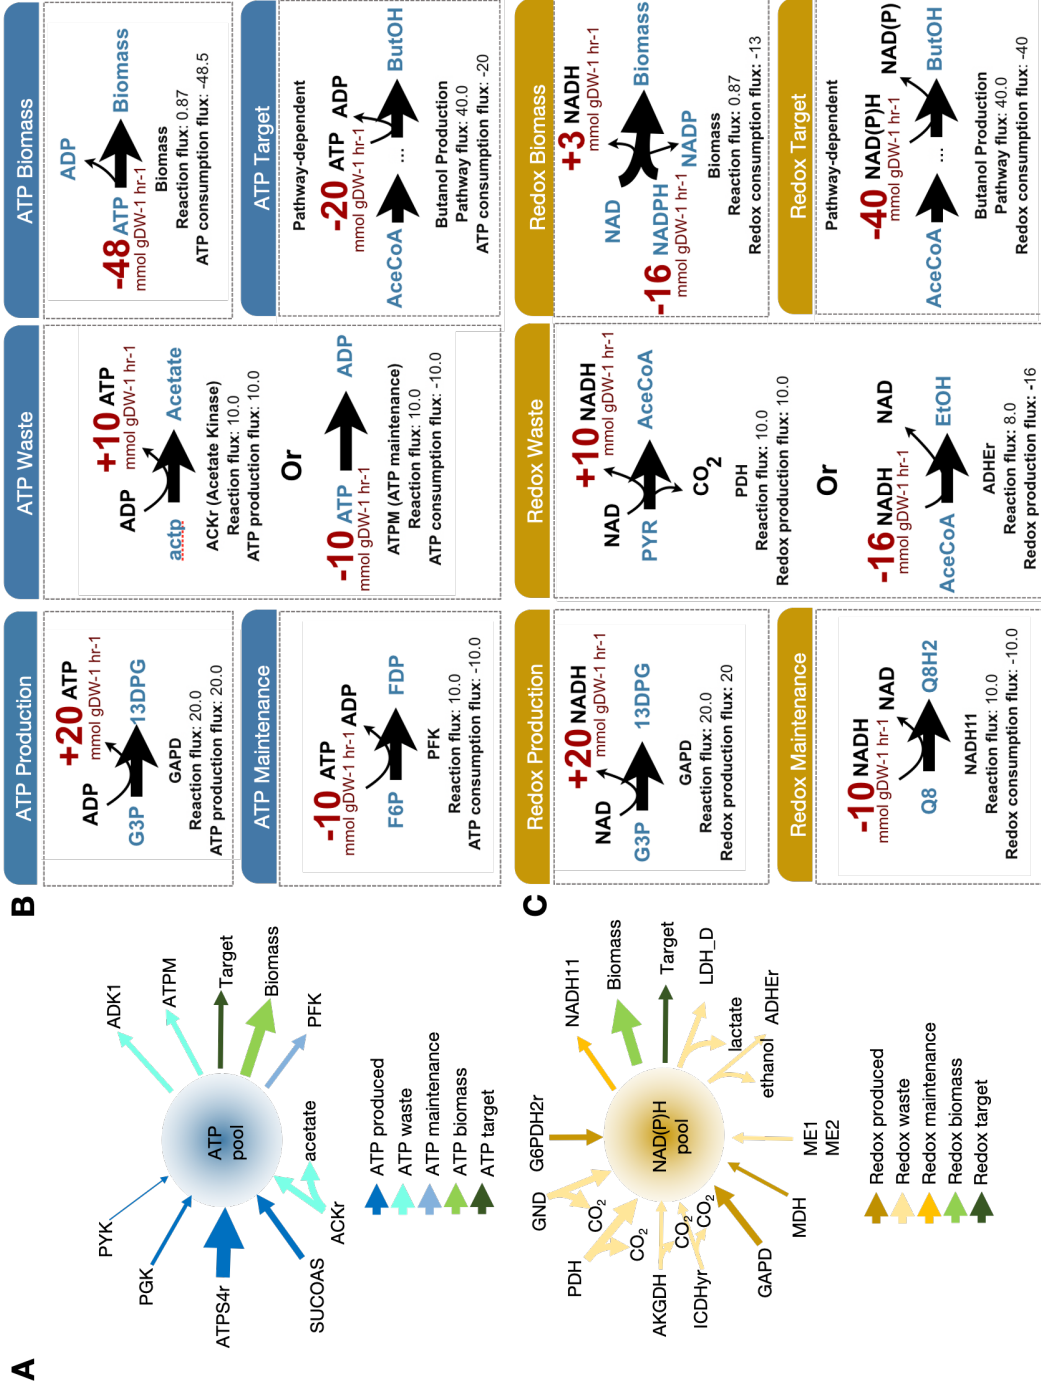 A
PYK
PGK
ATPS4r
SUCOAS
ACKr
acetate
ADK1
ATPM
Target
Biomass
PFK
ATP
pool
ATP produced
ATP waste
ATP maintenance
ATP biomass
ATP target
G6PDH2r
GND
CO2
PDH
CO2
AKGDH
CO2
ICDHyr
CO2
GAPD
MDH
ME1
ME2
NADH11
Biomass
Target
LDH_D
lactate
ADHEr
ethanol
NAD(P)H
pool
Redox produced
Redox waste
Redox maintenance
Redox biomass
Redox target
B
ATP Production
+20 ATP
mmol gDW-1 hr-1
ADP
G3P 13DPG
GAPD
Reaction flux: 20.0
ATP production flux: 20.0
ATP Maintenance
-10 ATP
mmol gDW-1 hr-1 ADP
F6P FDP
PFK
Reaction flux: 10.0
ATP consumption flux: -10.0
ATP Waste
+10 ATP
mmol gDW-1 hr-1
ADP
actp Acetate
ACKr (Acetate Kinase)
Reaction flux: 10.0
ATP production flux: 10.0
Or
-10 ATP ADP
mmol gDW-1 hr-1
ATPM (ATP maintenance)
Reaction flux: 10.0
ATP consumption flux: -10.0
ATP Biomass
ADP
-48 ATP Biomass
mmol gDW-1 hr-1
Biomass
Reaction flux: 0.87
ATP consumption flux: -48.5
ATP Target
Pathway-dependent
-20 ATP ADP
mmol gDW-1 hr-1
AceCoA ... ButOH
Butanol Production
Pathway flux: 40.0
ATP consumption flux: -20
C
Redox Production
+20 NADH
mmol gDW-1 hr-1
NAD
G3P 13DPG
GAPD
Reaction flux: 20.0
Redox production flux: 20
Redox Maintenance
-10 NADH
mmol gDW-1 hr-1 NAD
Q8 Q8H2
NADH11
Reaction flux: 10.0
Redox consumption flux: -10.0
Redox Waste
+10 NADH
mmol gDW-1 hr-1
NAD
PYR AceCoA
CO2
PDH
Reaction flux: 10.0
Redox production flux: 10.0
Or
-16 NADH NAD
mmol gDW-1 hr-1
AceCoA EtOH
ADHEr
Reaction flux: 8.0
Redox production flux: -16
Redox Biomass
+3 NADH
mmol gDW-1 hr-1
NAD Biomass
-16 NADPH NADP
mmol gDW-1 hr-1
Biomass
Reaction flux: 0.87
Redox consumption flux: -13
Redox Target
Pathway-dependent
-40 NAD(P)H NAD(P)
mmol gDW-1 hr-1
AceCoA ... ButOH
Butanol Production
Pathway flux: 40.0
Redox consumption flux: -40